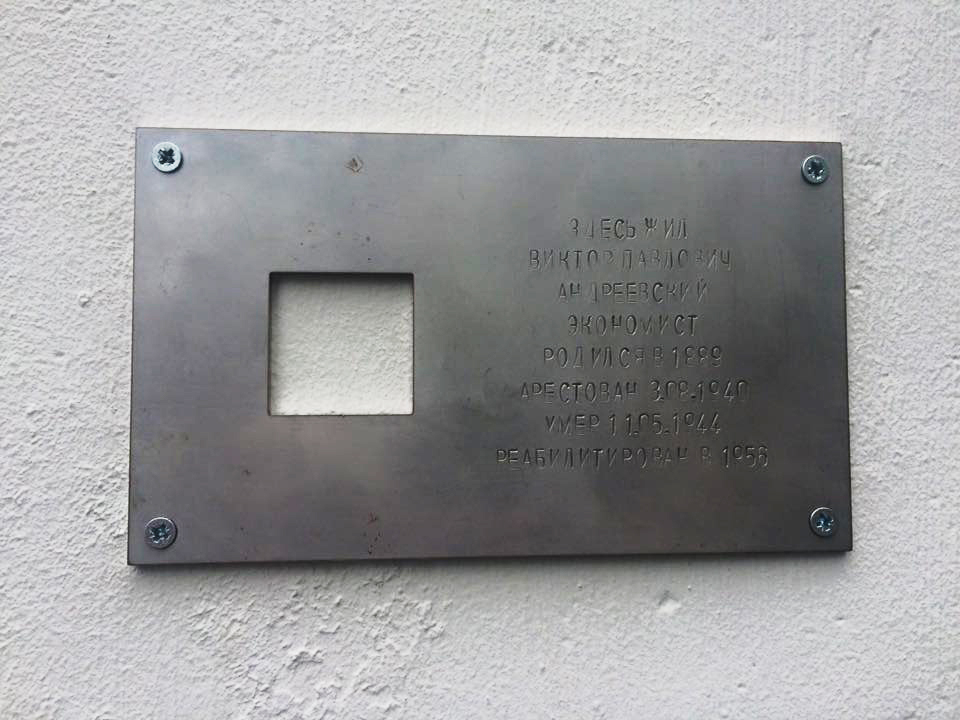 ЗДЕСЬ ЖИЛ
ВИКТОР ПАВЛОВИЧ
АНДРЕЕВСКИЙ
ЭКОНОМИСТ
РОДИЛСЯ В 1889
АРЕСТОВАН 3.08.1940
УМЕР 11.05.1944
РЕАБИЛИТИРОВАН В 1956